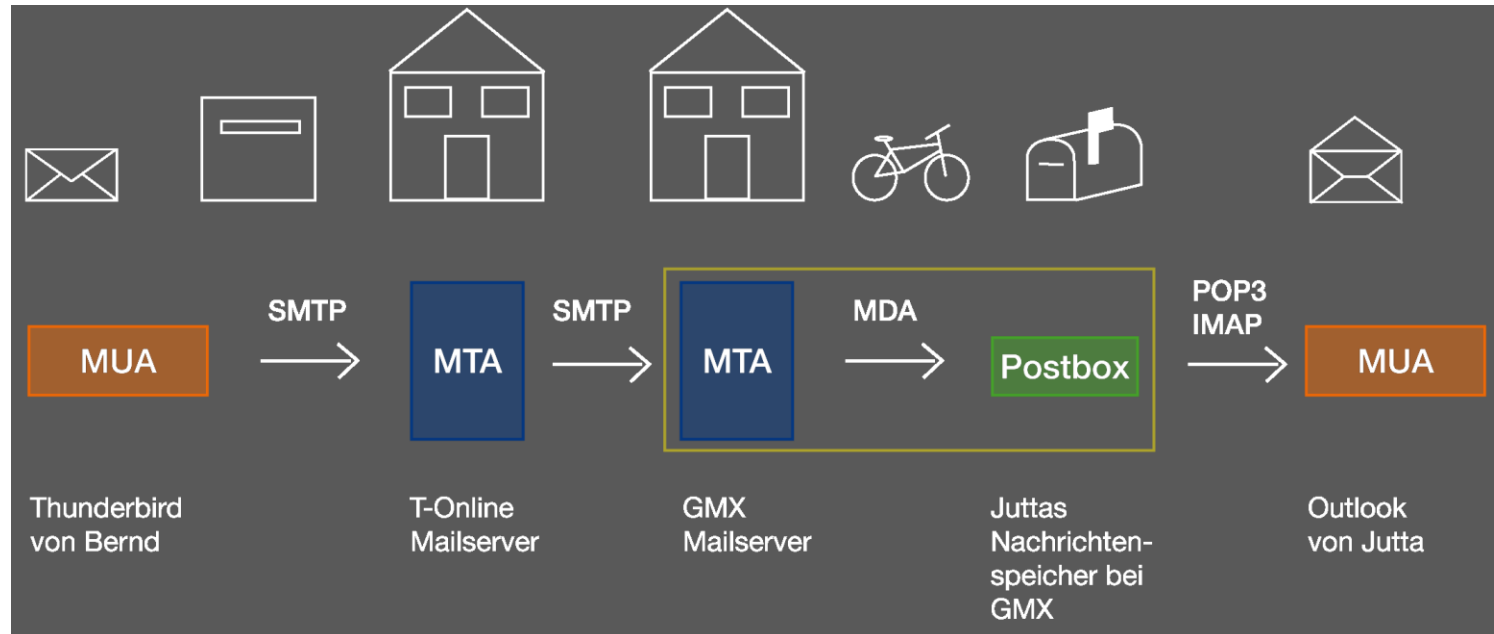 SMTP
SMTP
MDA
POP3
IMAP
MUA
MTA
MTA
Postbox
MUA
Thunderbird
von Bernd
T-Online
Mailserver
GMX
Mailserver
Juttas
Nachrichten-
speicher bei
GMX
Outlook
von Jutta